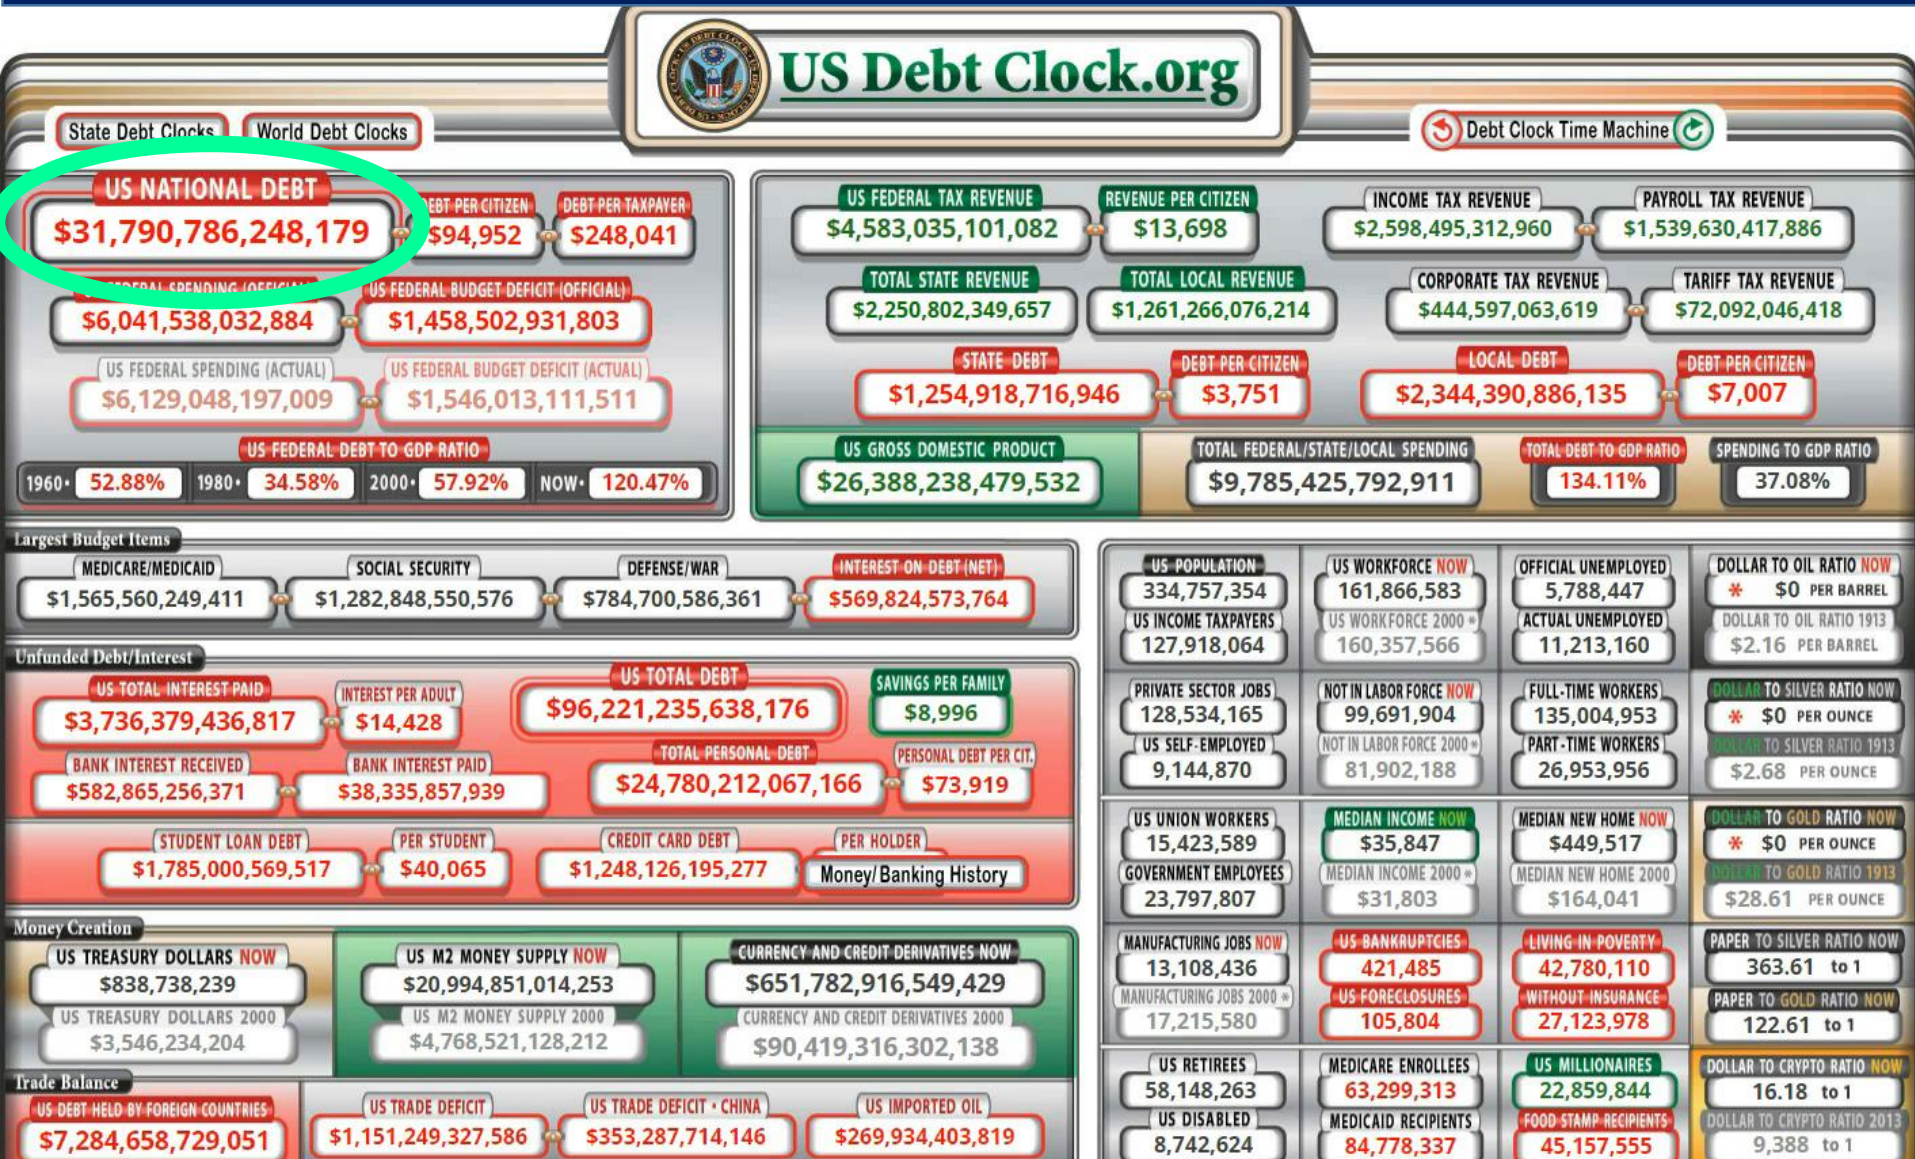 US Debt Clock.org
State Debt Clocks
World Debt Clocks
Debt Clock Time Machine
US NATIONAL DEBT
$31,790,786,248,179
DEBT PER CITIZEN
$94,952
DEBT PER TAXPAYER
$248,041
FEDERAL SPENDING (OFFICIAL)
$6,041,538,032,884
US FEDERAL BUDGET DEFICIT (OFFICIAL)
$1,458,502,931,803
US FEDERAL SPENDING (ACTUAL)
$6,129,048,197,009
US FEDERAL BUDGET DEFICIT (ACTUAL)
$1,546,013,111,511
US FEDERAL DEBT TO GDP RATIO
1960• 52.88% 1980• 34.58% 2000• 57.92% NOW• 120.47%
US FEDERAL TAX REVENUE
$4,583,035,101,082
REVENUE PER CITIZEN
$13,698
INCOME TAX REVENUE
$2,598,495,312,960
PAYROLL TAX REVENUE
$1,539,630,417,886
TOTAL STATE REVENUE
$2,250,802,349,657
TOTAL LOCAL REVENUE
$1,261,266,076,214
CORPORATE TAX REVENUE
$444,597,063,619
TARIFF TAX REVENUE
$72,092,046,418
STATE DEBT
$1,254,918,716,946
DEBT PER CITIZEN
$3,751
LOCAL DEBT
$2,344,390,886,135
DEBT PER CITIZEN
$7,007
US GROSS DOMESTIC PRODUCT
$26,388,238,479,532
TOTAL FEDERAL/STATE/LOCAL SPENDING
$9,785,425,792,911
TOTAL DEBT TO GDP RATIO
134.11%
SPENDING TO GDP RATIO
37.08%
Largest Budget Items
MEDICARE/MEDICAID
$1,565,560,249,411
SOCIAL SECURITY
$1,282,848,550,576
DEFENSE/WAR
$784,700,586,361
INTEREST ON DEBT (NET)
$569,824,573,764
Unfunded Debt/Interest
US TOTAL INTEREST PAID
$3,736,379,436,817
INTEREST PER ADULT
$14,428
US TOTAL DEBT
$96,221,235,638,176
SAVINGS PER FAMILY
$8,996
BANK INTEREST RECEIVED
$582,865,256,371
BANK INTEREST PAID
$38,335,857,939
TOTAL PERSONAL DEBT
$24,780,212,067,166
PERSONAL DEBT PER CIT.
$73,919
STUDENT LOAN DEBT
$1,785,000,569,517
PER STUDENT
$40,065
CREDIT CARD DEBT
$1,248,126,195,277
PER HOLDER
Money/Banking History
Money Creation
US TREASURY DOLLARS NOW
$838,738,239
US TREASURY DOLLARS 2000
$3,546,234,204
US M2 MONEY SUPPLY NOW
$20,994,851,014,253
US M2 MONEY SUPPLY 2000
$4,768,521,128,212
CURRENCY AND CREDIT DERIVATIVES NOW
$651,782,916,549,429
CURRENCY AND CREDIT DERIVATIVES 2000
$90,419,316,302,138
Trade Balance
US DEBT HELD BY FOREIGN COUNTRIES
$7,284,658,729,051
US TRADE DEFICIT
$1,151,249,327,586
US TRADE DEFICIT • CHINA
$353,287,714,146
US IMPORTED OIL
$269,934,403,819
US POPULATION
334,757,354
US INCOME TAXPAYERS
127,918,064
US WORKFORCE NOW
161,866,583
US WORKFORCE 2000 *
160,357,566
OFFICIAL UNEMPLOYED
5,788,447
ACTUAL UNEMPLOYED
11,213,160
DOLLAR TO OIL RATIO NOW
* $0 PER BARREL
DOLLAR TO OIL RATIO 1913
$2.16 PER BARREL
PRIVATE SECTOR JOBS
128,534,165
US SELF-EMPLOYED
9,144,870
NOT IN LABOR FORCE NOW
99,691,904
NOT IN LABOR FORCE 2000 *
81,902,188
FULL-TIME WORKERS
135,004,953
PART-TIME WORKERS
26,953,956
DOLLAR TO SILVER RATIO NOW
* $0 PER OUNCE
DOLLAR TO SILVER RATIO 1913
$2.68 PER OUNCE
US UNION WORKERS
15,423,589
GOVERNMENT EMPLOYEES
23,797,807
MEDIAN INCOME NOW
$35,847
MEDIAN INCOME 2000 *
$31,803
MEDIAN NEW HOME NOW
$449,517
MEDIAN NEW HOME 2000
$164,041
DOLLAR TO GOLD RATIO NOW
* $0 PER OUNCE
DOLLAR TO GOLD RATIO 1913
$28.61 PER OUNCE
MANUFACTURING JOBS NOW
13,108,436
MANUFACTURING JOBS 2000 *
17,215,580
US BANKRUPTCIES
421,485
US FORECLOSURES
105,804
LIVING IN POVERTY
42,780,110
WITHOUT INSURANCE
27,123,978
PAPER TO SILVER RATIO NOW
363.61 to 1
PAPER TO GOLD RATIO NOW
122.61 to 1
US RETIREES
58,148,263
US DISABLED
8,742,624
MEDICARE ENROLLEES
63,299,313
MEDICAID RECIPIENTS
84,778,337
US MILLIONAIRES
22,859,844
FOOD STAMP RECIPIENTS
45,157,555
DOLLAR TO CRYPTO RATIO NOW
16.18 to 1
DOLLAR TO CRYPTO RATIO 2013
9,388 to 1